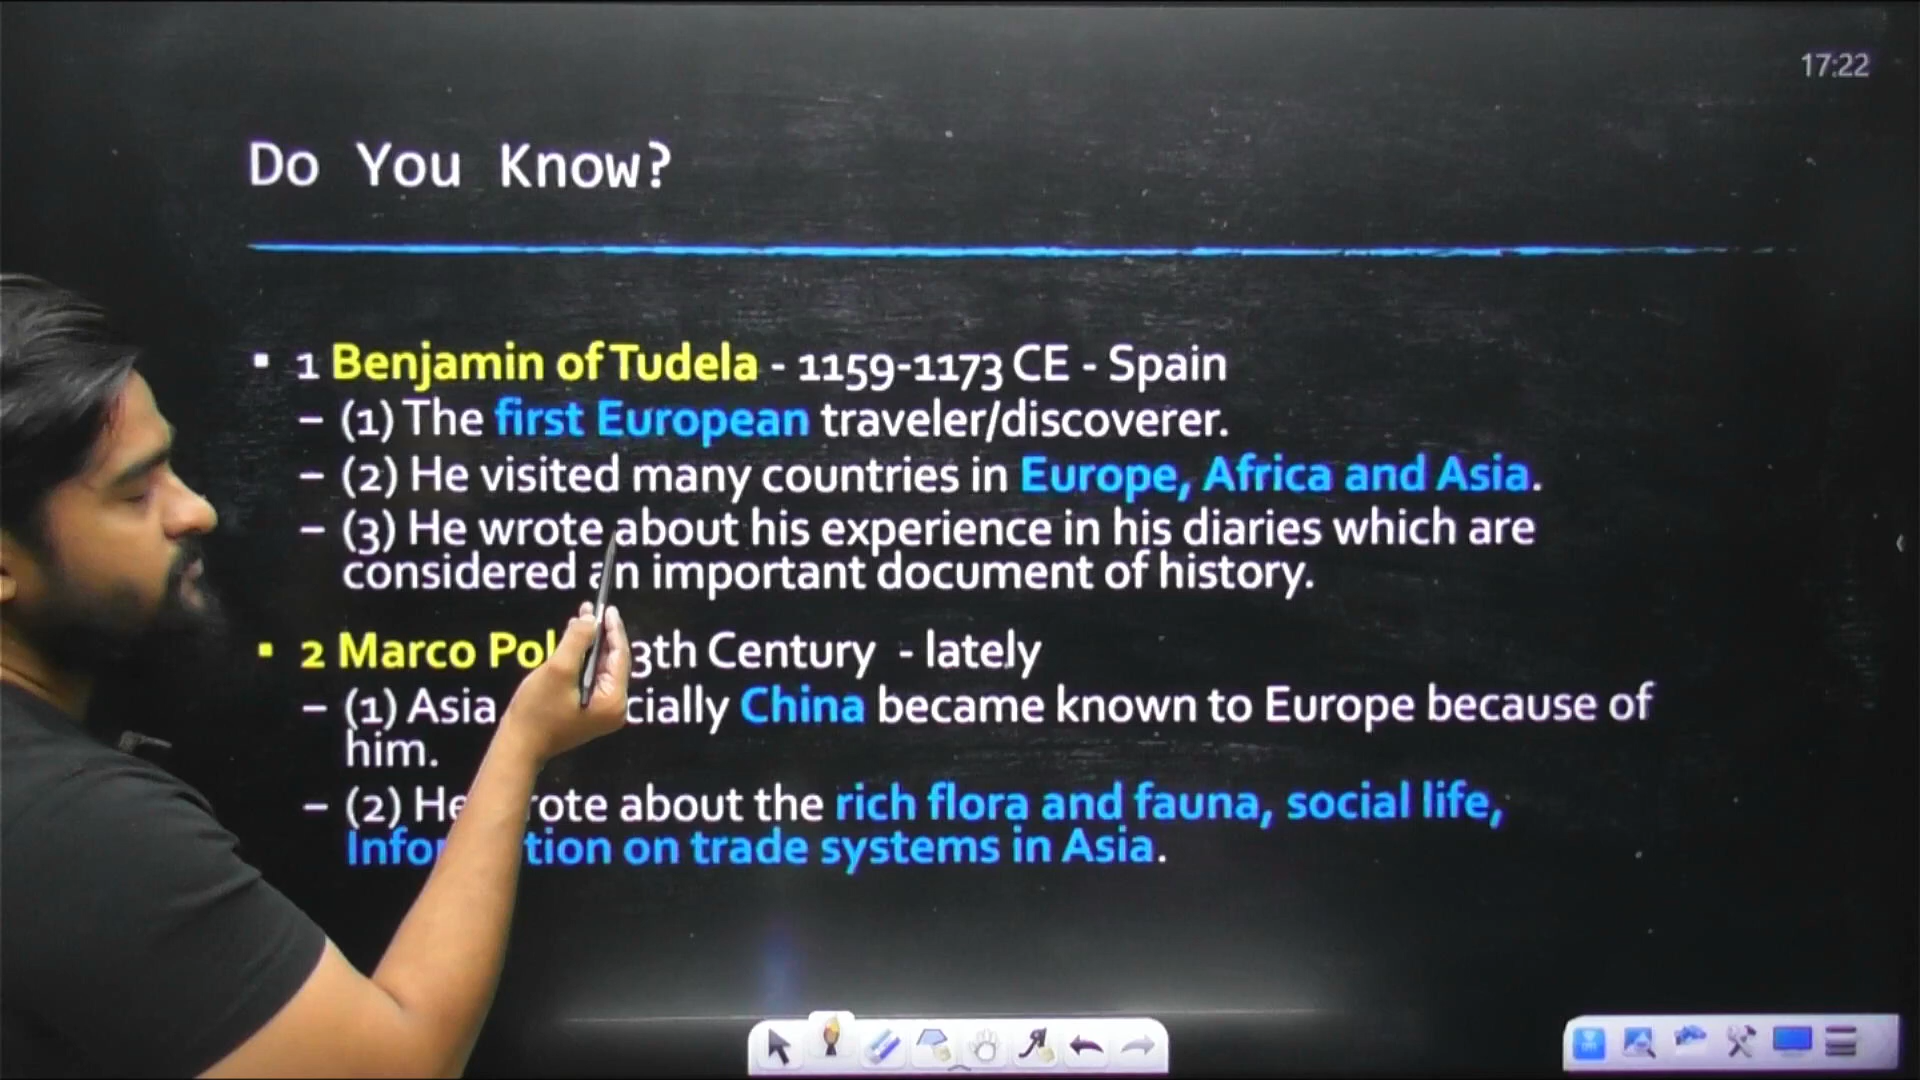 17:22
Do You Know?
▪ 1 Benjamin of Tudela - 1159-1173 CE - Spain
– (1) The first European traveler/discoverer.
– (2) He visited many countries in Europe, Africa and Asia.
– (3) He wrote about his experience in his diaries which are
considered an important document of history.
▪ 2 Marco Pol 3th Century - lately
– (1) Asia, cially China became known to Europe because of
him.
– (2) He rote about the rich flora and fauna, social life,
Infor tion on trade systems in Asia.